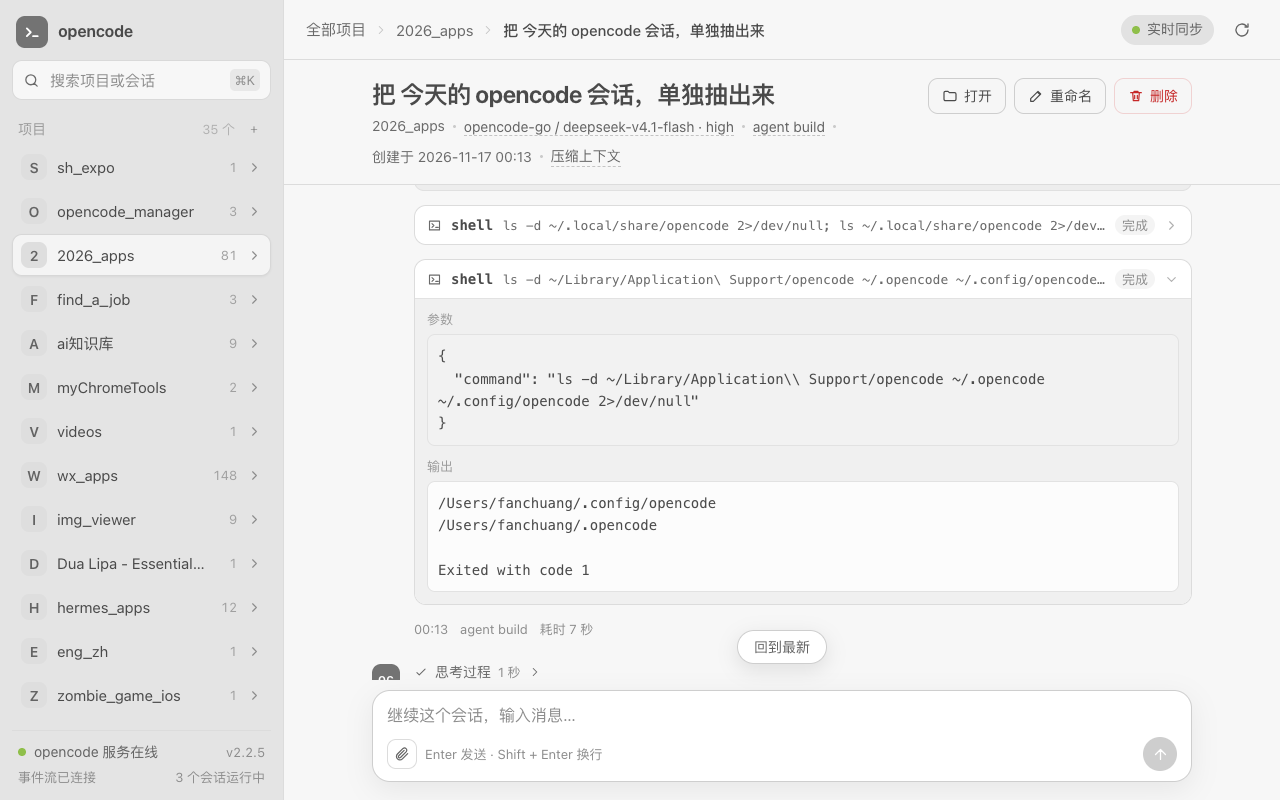 opencode
搜索项目或会话 ⌘K
项目 35 个 +
S sh_expo 1
O opencode_manager 3
2 2026_apps 81
F find_a_job 3
A ai知识库 9
M myChromeTools 2
V videos 1
W wx_apps 148
I img_viewer 9
D Dua Lipa - Essential... 1
H hermes_apps 12
E eng_zh 1
Z zombie_game_ios 1
opencode 服务在线 v2.2.5
事件流已连接 3 个会话运行中
全部项目 2026_apps 把 今天的 opencode 会话，单独抽出来
实时同步
把 今天的 opencode 会话，单独抽出来
打开 重命名 删除
2026_apps · opencode-go / deepseek-v4.1-flash · high · agent build ·
创建于 2026-11-17 00:13 · 压缩上下文
shell ls -d ~/.local/share/opencode 2>/dev/null; ls ~/.local/share/opencode 2>/dev… 完成
shell ls -d ~/Library/Application\ Support/opencode ~/.opencode ~/.config/opencode… 完成
参数
{
"command": "ls -d ~/Library/Application\\ Support/opencode ~/.opencode
~/.config/opencode 2>/dev/null"
}
输出
/Users/fanchuang/.config/opencode
/Users/fanchuang/.opencode
Exited with code 1
00:13 agent build 耗时 7 秒
回到最新
思考过程 1 秒
继续这个会话，输入消息...
Enter 发送 · Shift + Enter 换行